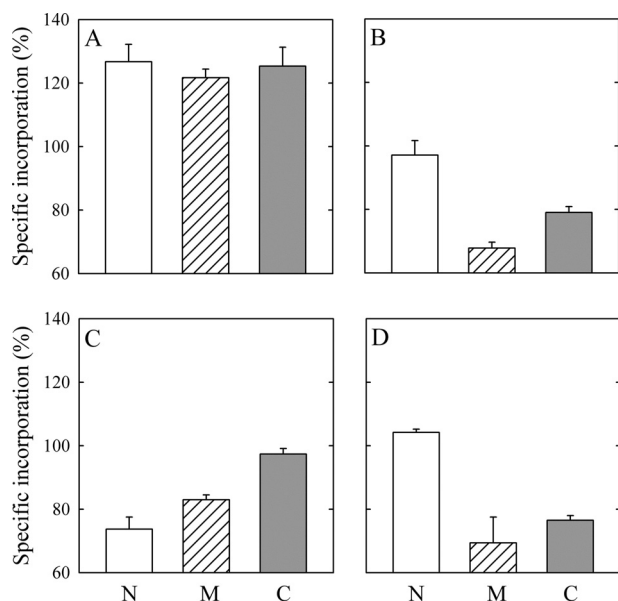 140
A
B
120
100
80
60
Specific incorporation (%)
140
C
D
120
100
80
60
Specific incorporation (%)
N M C N M C